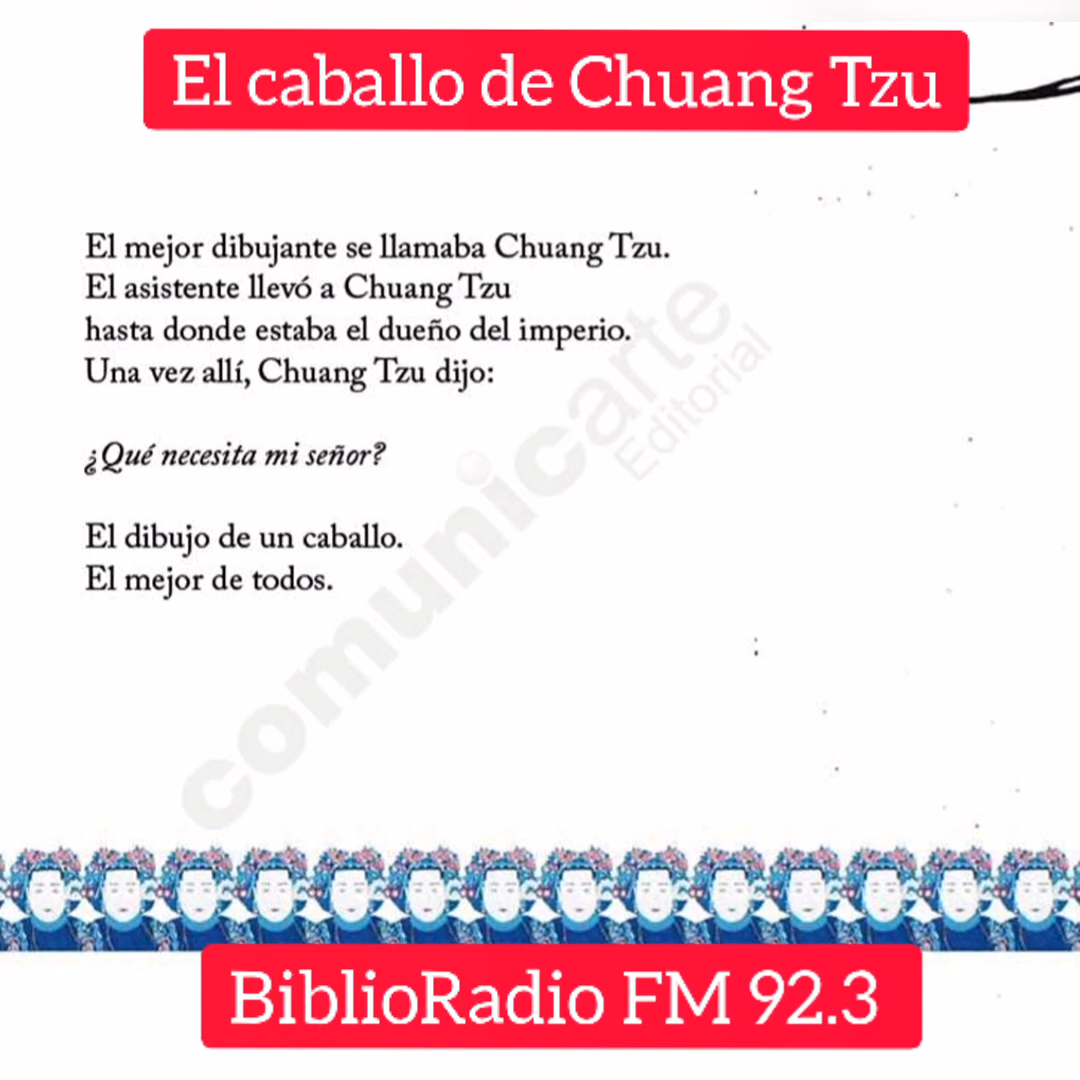 El caballo de Chuang Tzu
El mejor dibujante se llamaba Chuang Tzu.
El asistente llevó a Chuang Tzu
hasta donde estaba el dueño del imperio.
Una vez allí, Chuang Tzu dijo:
¿Qué necesita mi señor?
El dibujo de un caballo.
El mejor de todos.
comunicarte
Editorial
BiblioRadio FM 92.3